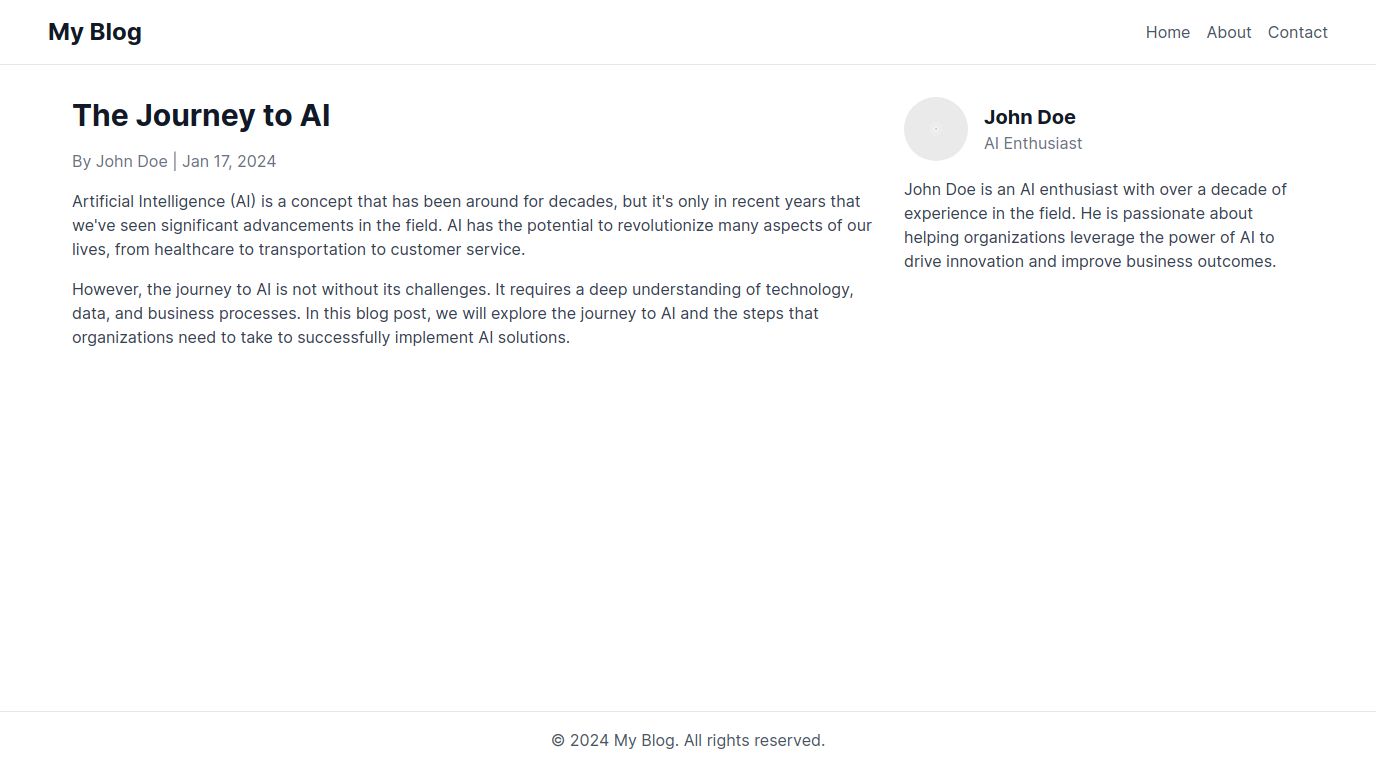 My Blog
Home About Contact
The Journey to AI
By John Doe | Jan 17, 2024
Artificial Intelligence (AI) is a concept that has been around for decades, but it's only in recent years that
we've seen significant advancements in the field. AI has the potential to revolutionize many aspects of our
lives, from healthcare to transportation to customer service.
However, the journey to AI is not without its challenges. It requires a deep understanding of technology,
data, and business processes. In this blog post, we will explore the journey to AI and the steps that
organizations need to take to successfully implement AI solutions.
John Doe
AI Enthusiast
John Doe is an AI enthusiast with over a decade of
experience in the field. He is passionate about
helping organizations leverage the power of AI to
drive innovation and improve business outcomes.
© 2024 My Blog. All rights reserved.